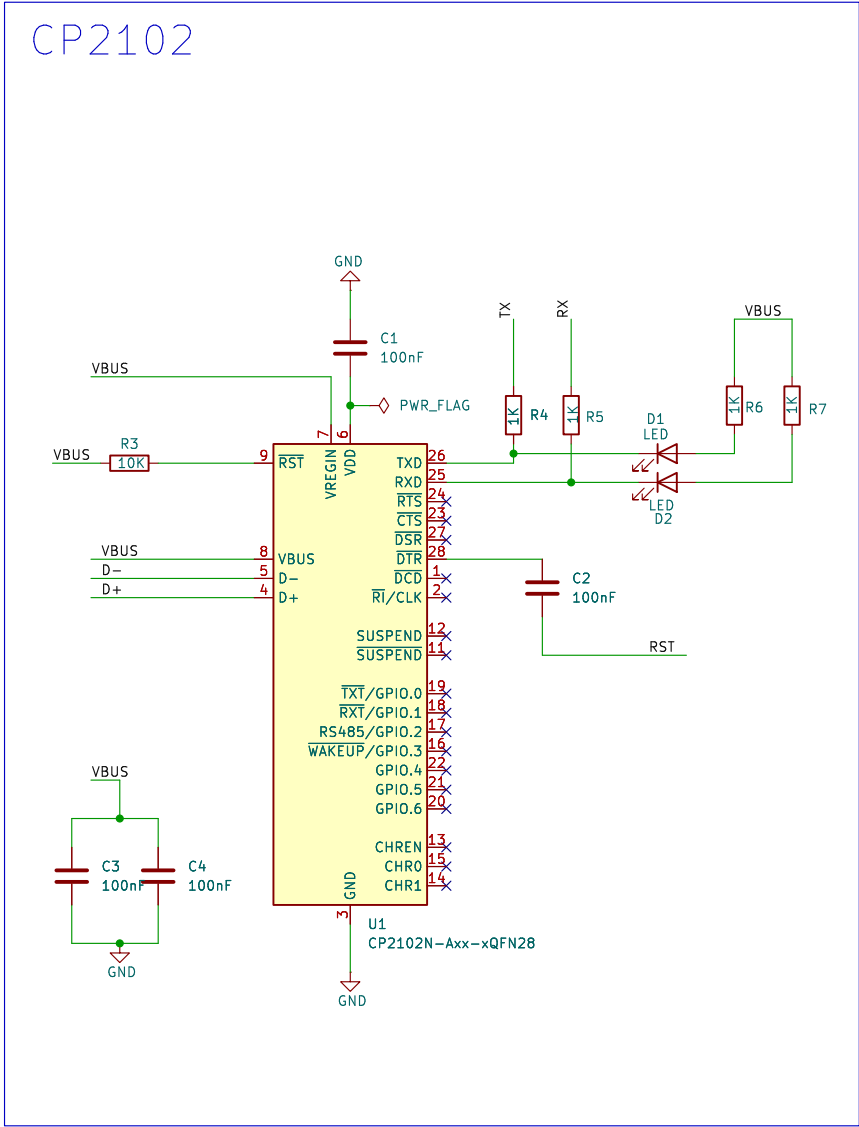 CP2102
GND
C1
100nF
TX
RX
VBUS
VBUS
PWR_FLAG
1K
R4
1K
R5
1K
R6
1K
R7
D1
LED
LED
D2
VBUS
R3
10K
7
6
9
RST
VREGIN
VDD
TXD
26
RXD
25
RTS
24
CTS
23
DSR
27
VBUS
8
VBUS
DTR
28
D-
5
D-
DCD
1
D+
4
D+
RI/CLK
2
C2
100nF
SUSPEND
12
SUSPEND
11
RST
TXT/GPIO.0
19
RXT/GPIO.1
18
RS485/GPIO.2
17
WAKEUP/GPIO.3
16
GPIO.4
22
GPIO.5
21
GPIO.6
20
VBUS
CHREN
13
CHR0
15
CHR1
14
C3
100nF
C4
100nF
GND
3
U1
CP2102N-Axx-xQFN28
GND
GND